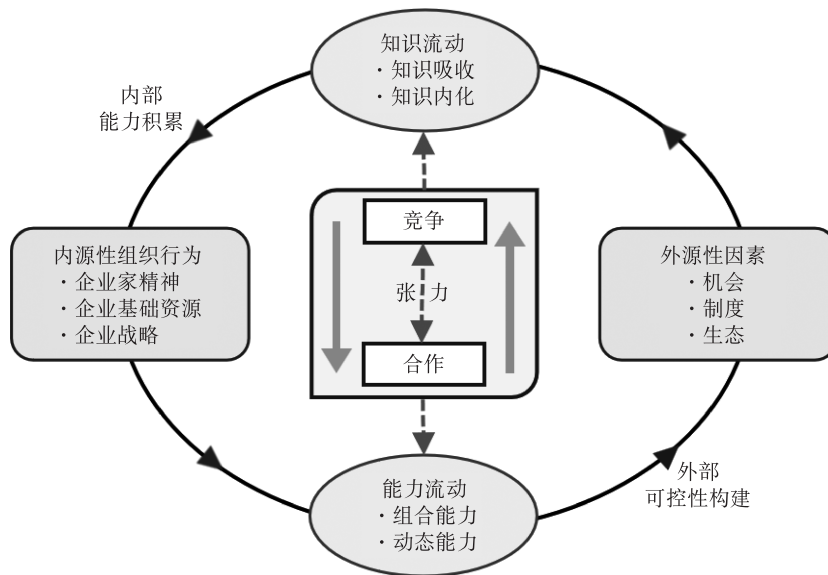 知识流动
· 知识吸收
· 知识内化
内部
能力积累
内源性组织行为
· 企业家精神
· 企业基础资源
· 企业战略
竞争
张 力
合作
外源性因素
· 机会
· 制度
· 生态
能力流动
· 组合能力
· 动态能力
外部
可控性构建